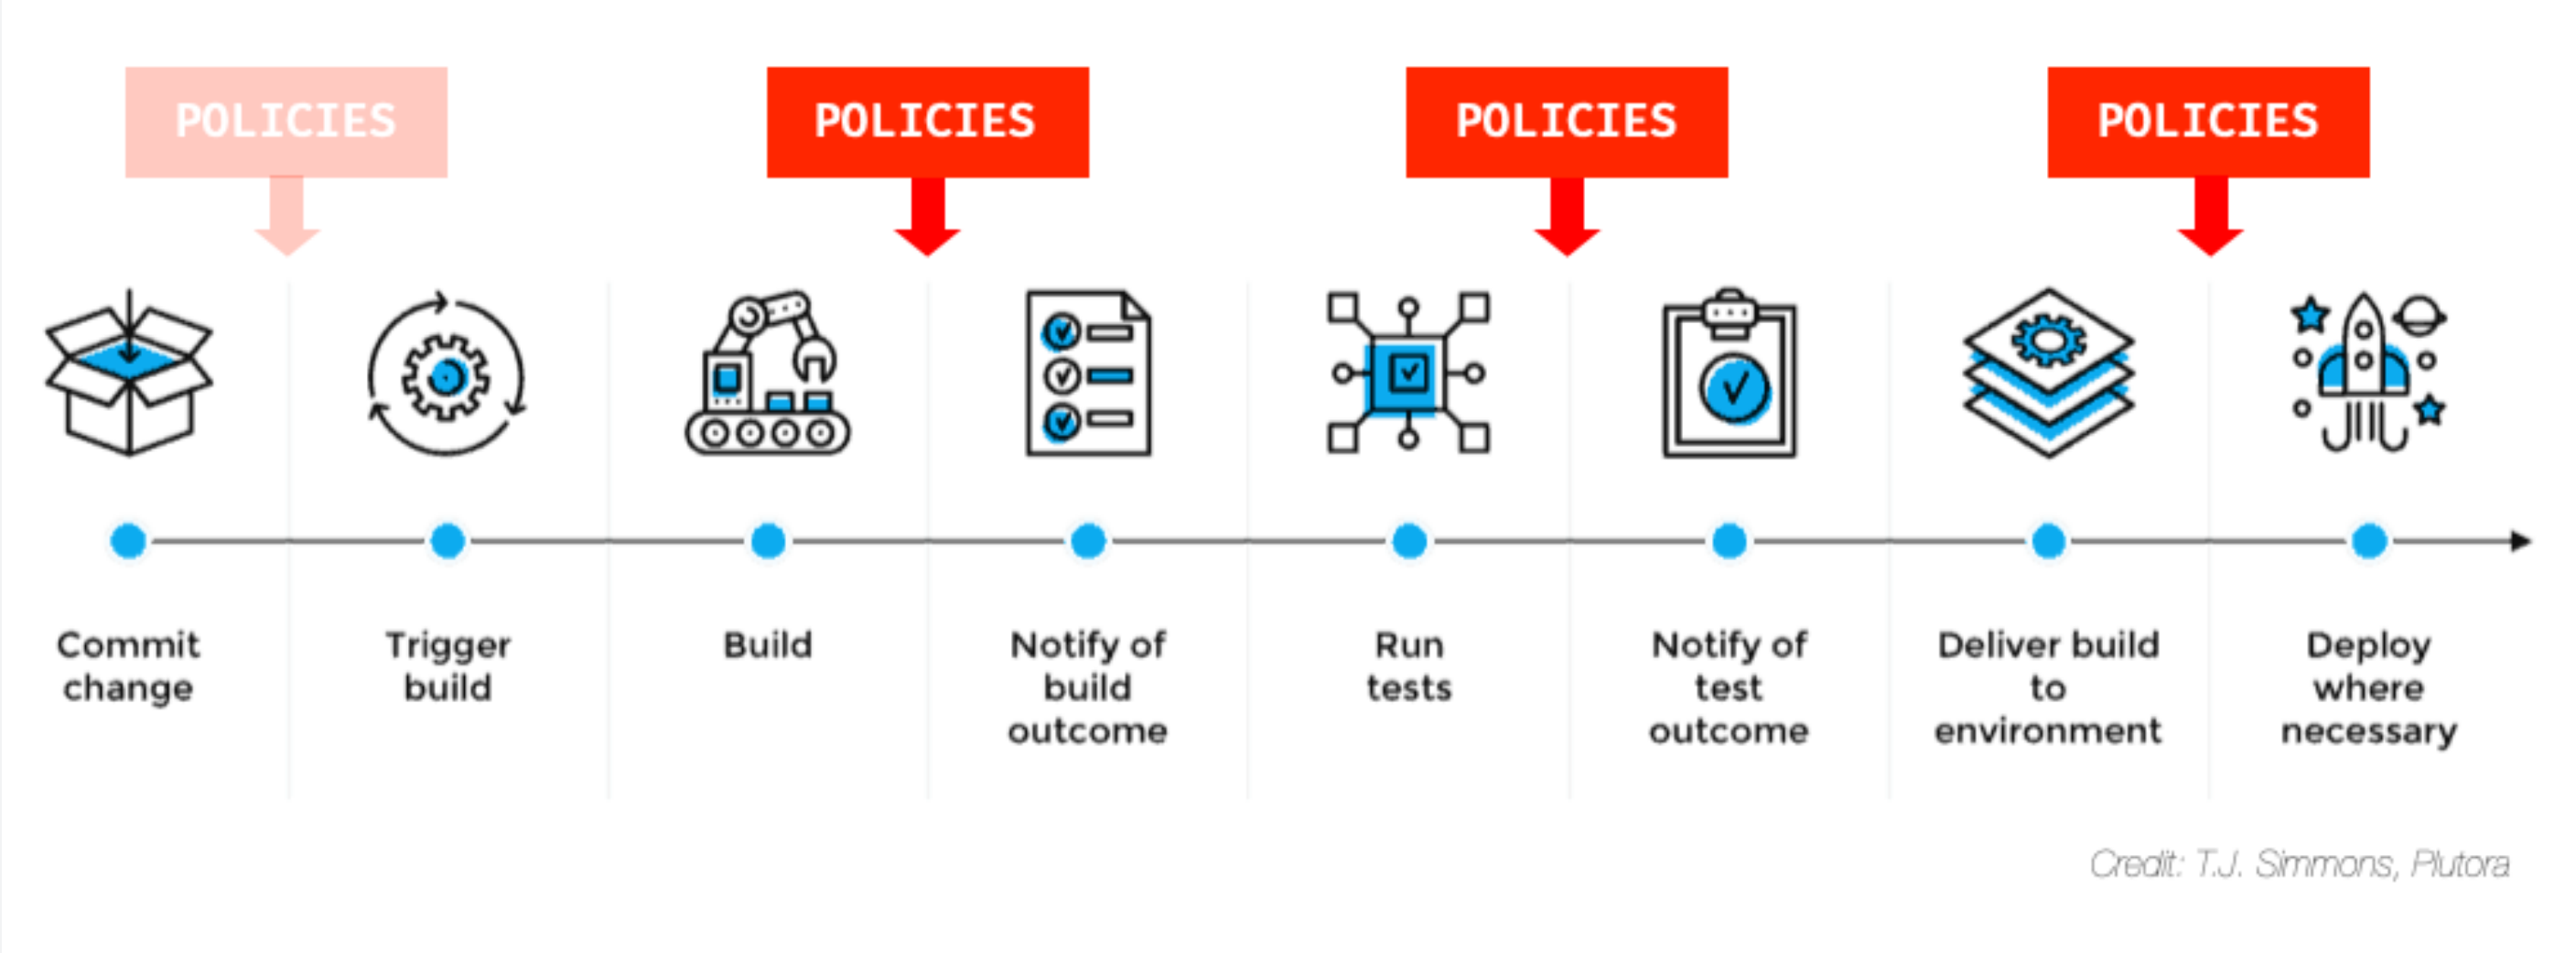 POLICIES
POLICIES
POLICIES
POLICIES
Commit
change
Trigger
build
Build
Notify of
build
outcome
Run
tests
Notify of
test
outcome
Deliver build
to
environment
Deploy
where
necessary
Credit: T.J. Simmons, Plutora